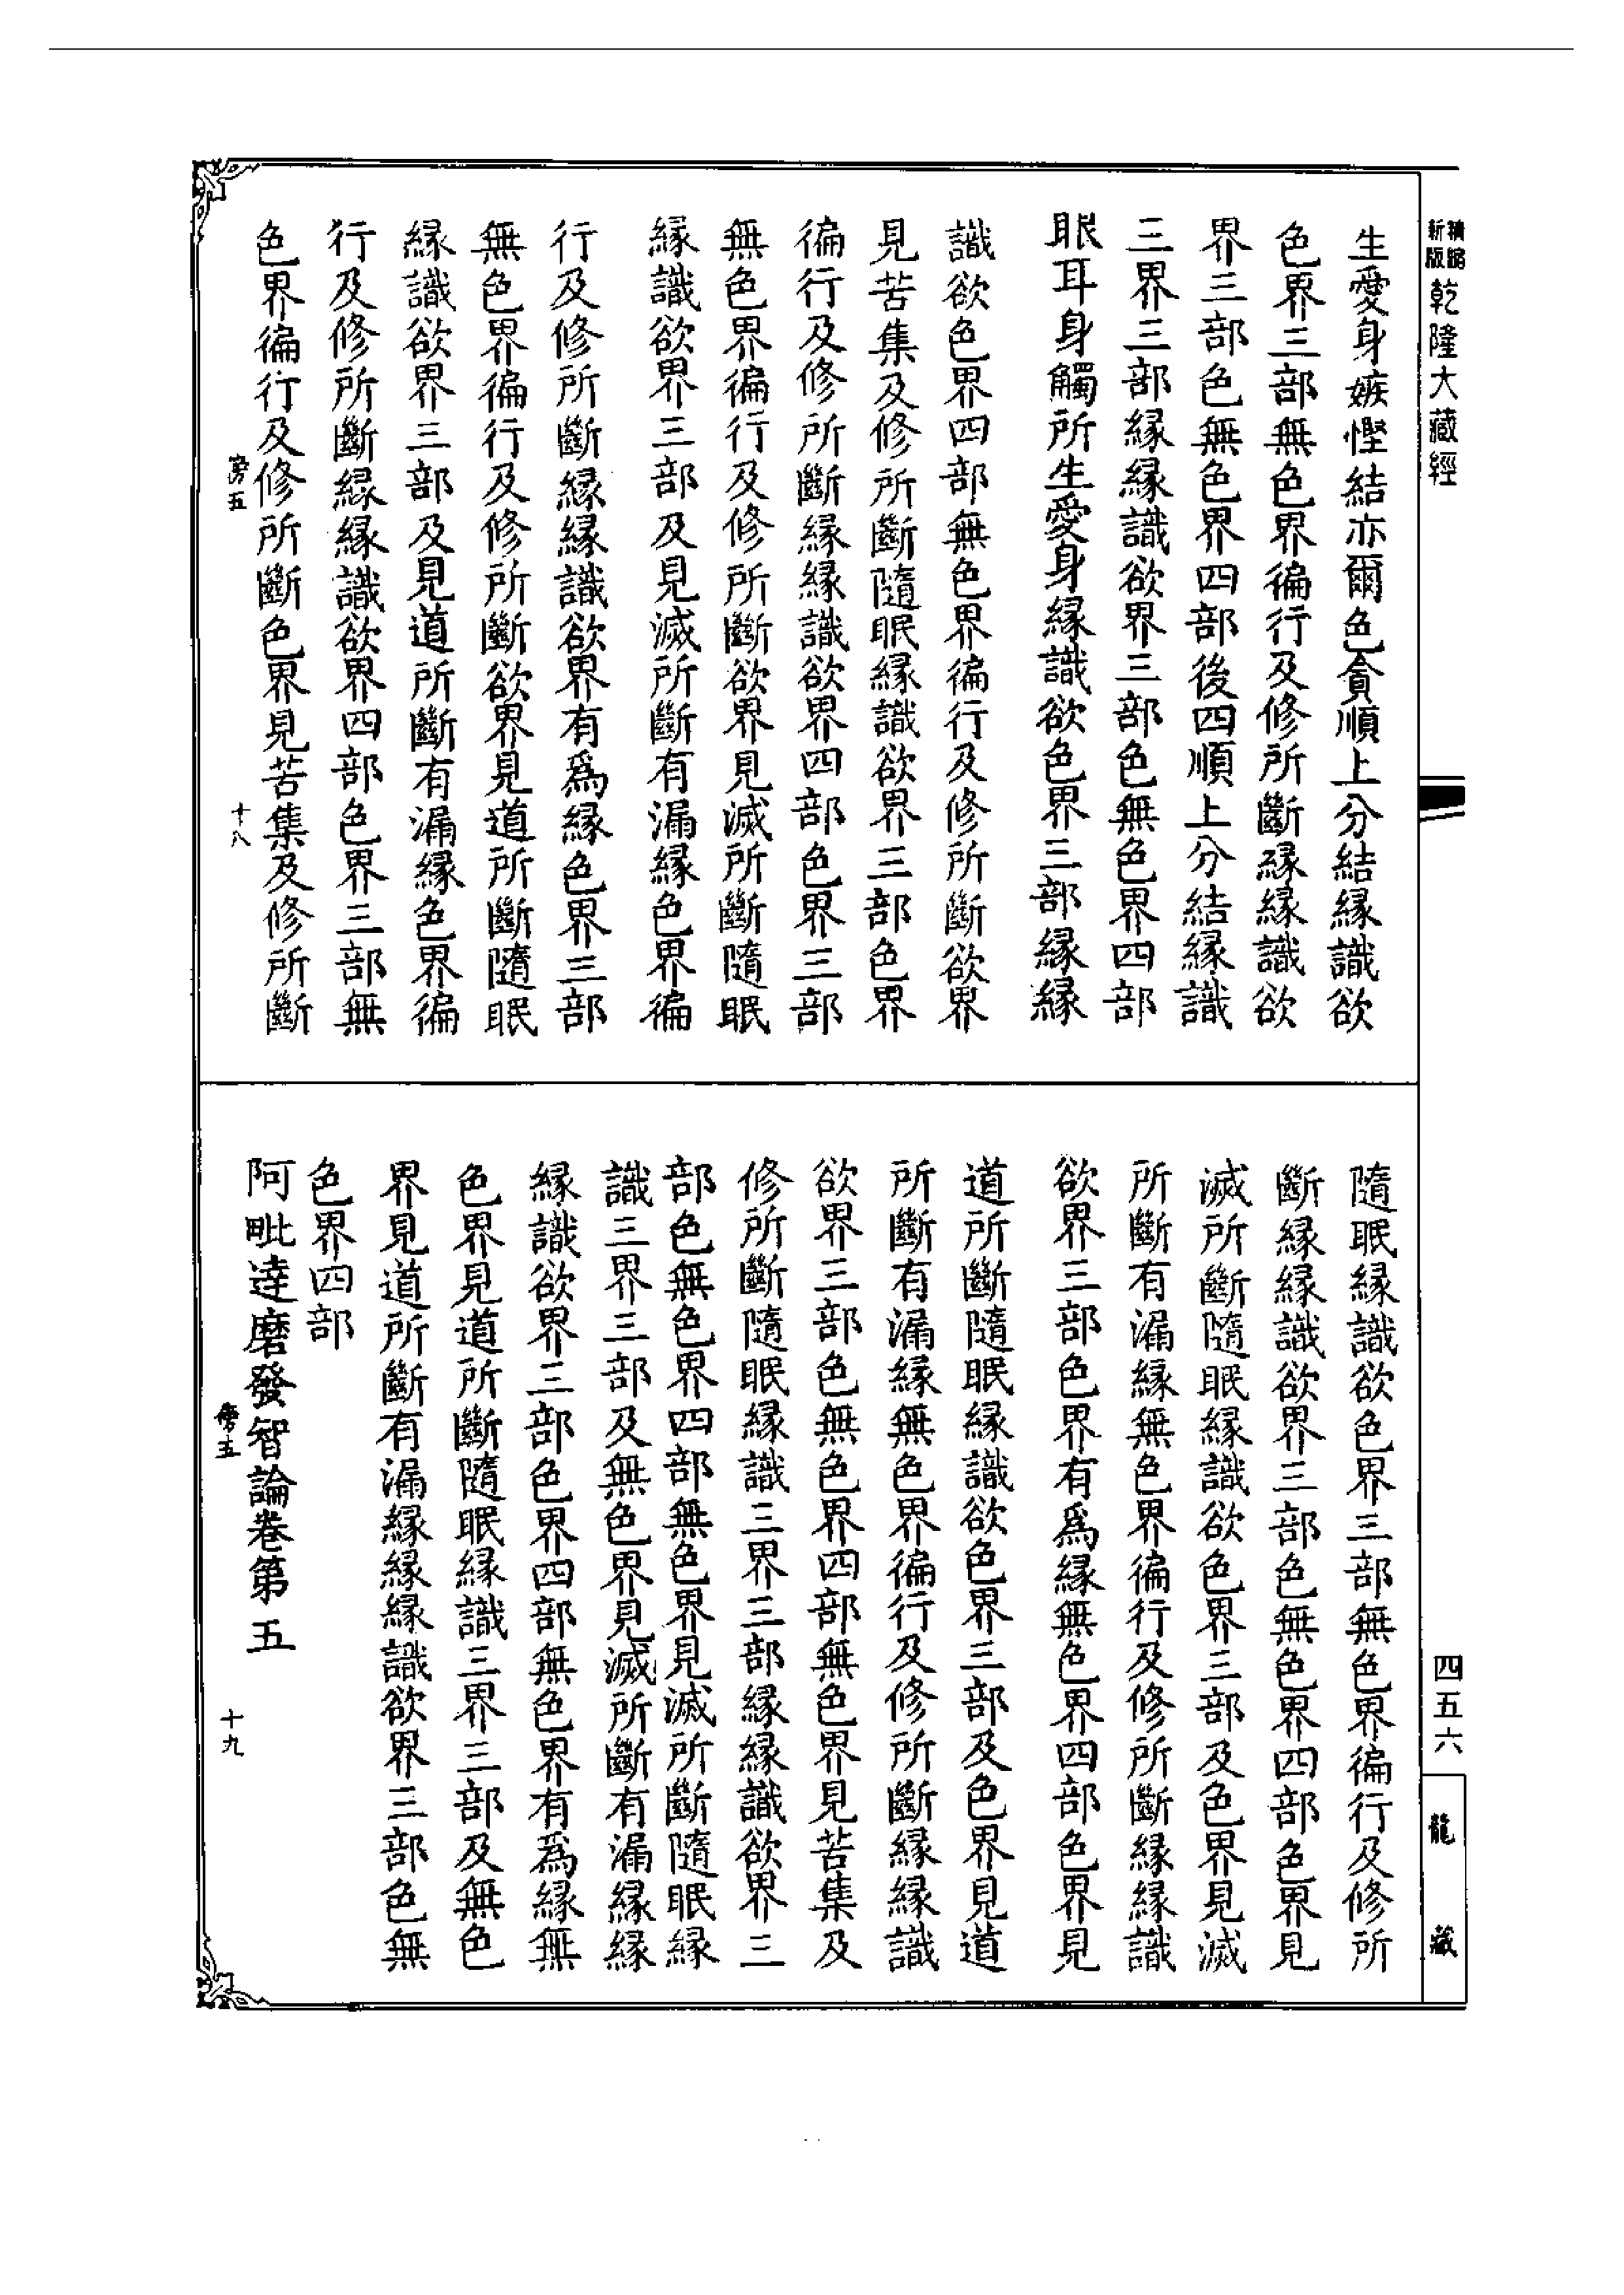 新版
精縮
乾隆大藏經
生愛身嫉慳結亦爾色貪順上分結緣識欲
色界三部無色界徧行及修所斷緣緣識欲
界三部色無色界四部後四順上分結緣識
三界三部緣緣識欲界三部色無色界四部
眼耳身觸所生愛身緣識欲色界三部緣緣
識欲色界四部無色界徧行及修所斷欲界
見苦集及修所斷隨眠緣識欲界三部色界
徧行及修所斷緣緣識欲界四部色界三部
無色界徧行及修所斷欲界見滅所斷隨眠
緣識欲界三部及見滅所斷有漏緣色界徧
行及修所斷緣緣識欲界有爲緣色界三部
無色界徧行及修所斷欲界見道所斷隨眠
緣識欲界三部及見道所斷有漏緣色界徧
行及修所斷緣緣識欲界四部色界三部無
色界徧行及修所斷色界見苦集及修所斷
傍五
十八
隨眠緣識欲色界三部無色界徧行及修所
斷緣緣識欲界三部色無色界四部色界見
滅所斷隨眠緣識欲色界三部及色界見滅
所斷有漏緣無色界徧行及修所斷緣緣識
欲界三部色界有爲緣無色界四部色界見
道所斷隨眠緣識欲色界三部及色界見道
所斷有漏緣無色界徧行及修所斷緣緣識
欲界三部色無色界四部無色界見苦集及
修所斷隨眠緣識三界三部緣緣識欲界三
部色無色界四部無色界見滅所斷隨眠緣
識三界三部及無色界見滅所斷有漏緣緣
緣識欲界三部色界四部無色界有爲緣無
色界見道所斷隨眠緣識三界三部及無色
界見道所斷有漏緣緣緣識欲界三部色無
色界四部
阿毗達磨發智論卷第五
傍五
十九
四五六
龍藏